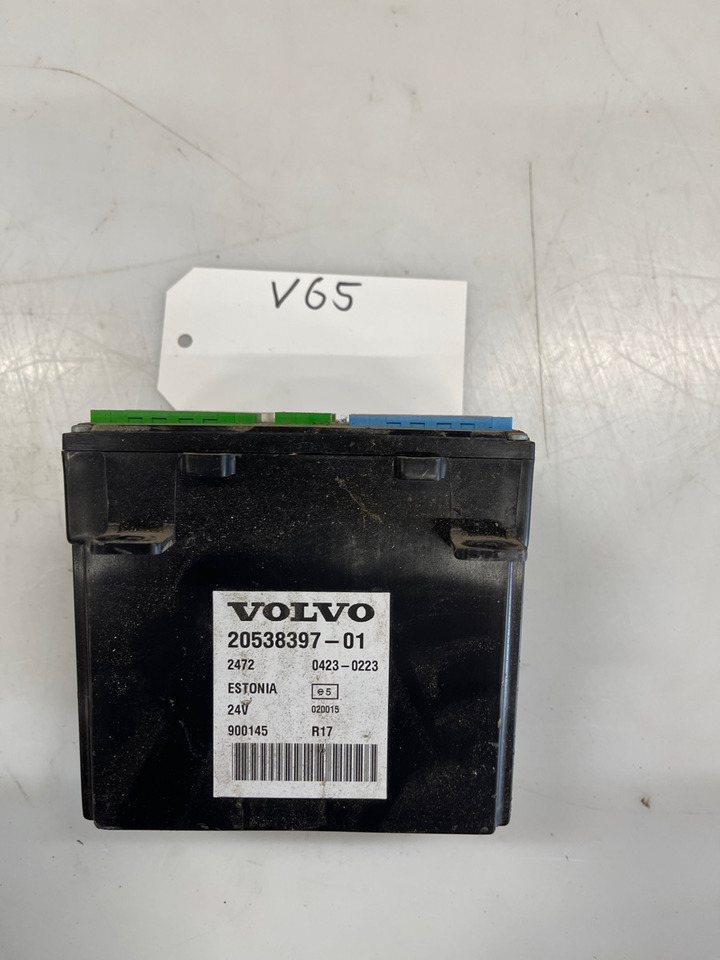 V65
VOLVO
20538397-01
2472 0423-0223
ESTONIA e5
24V 020015
900145 R17